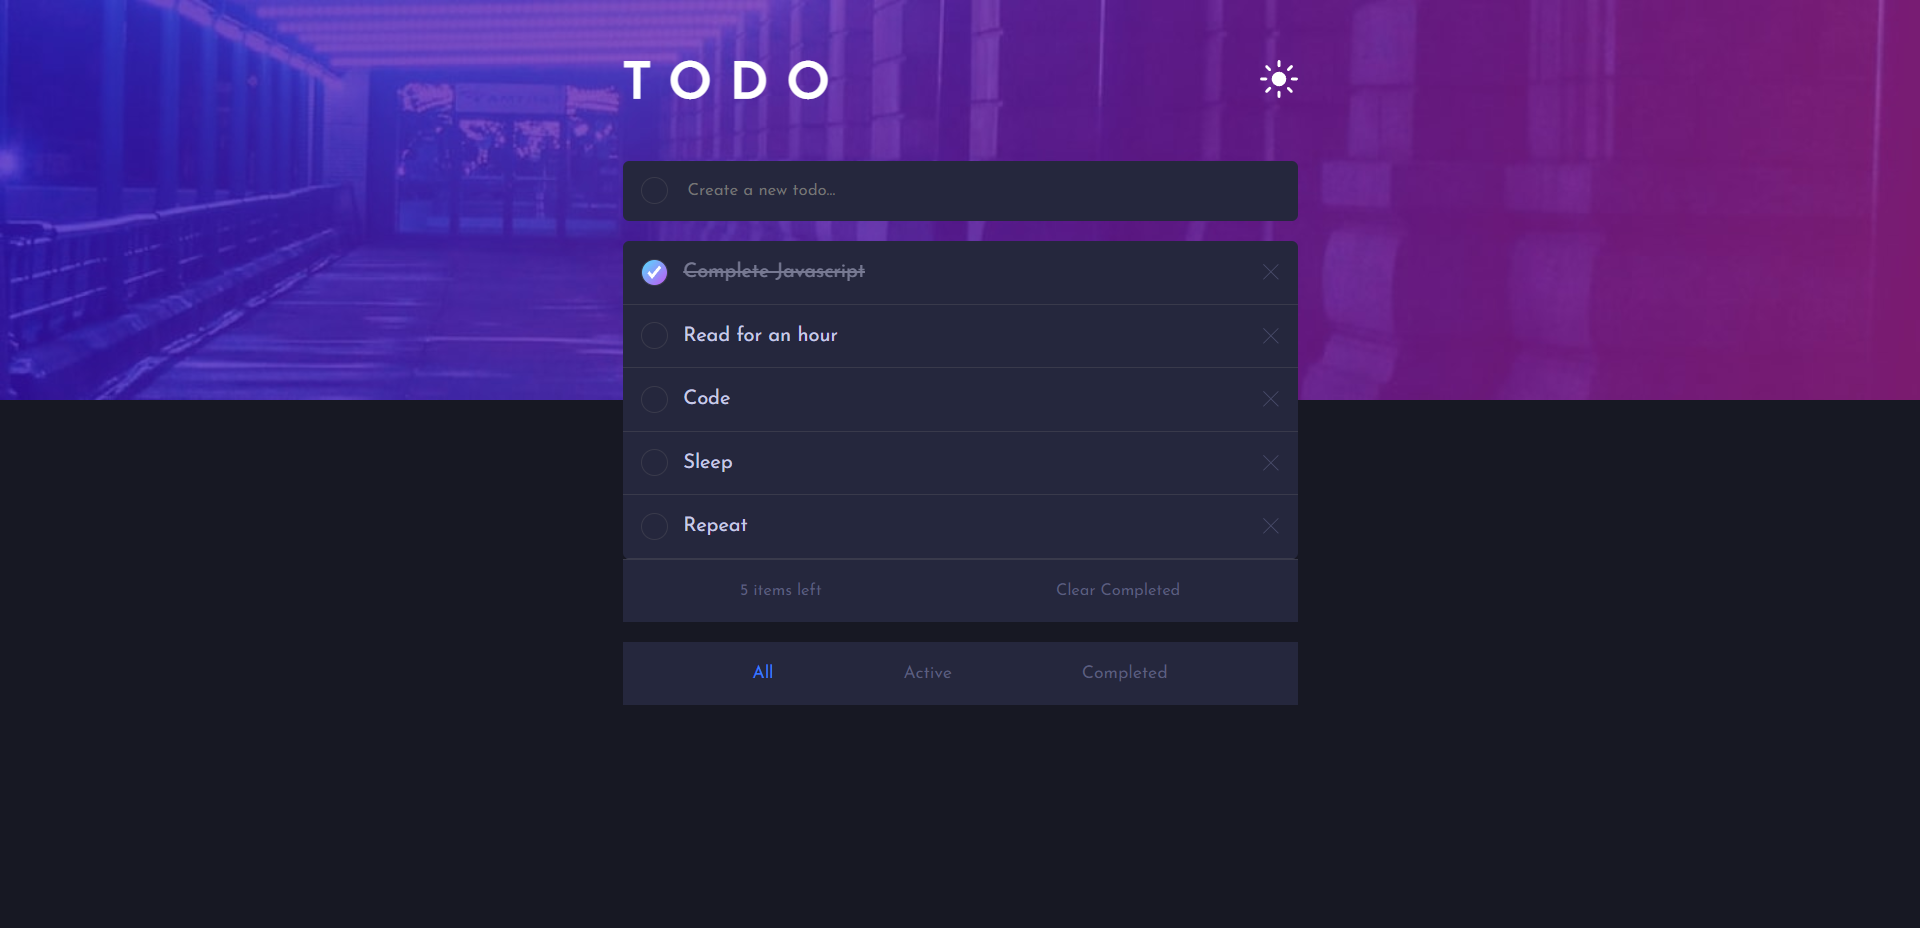 TODO
Create a new todo...
Complete Javascript
Read for an hour
Code
Sleep
Repeat
5 items left Clear Completed
All Active Completed